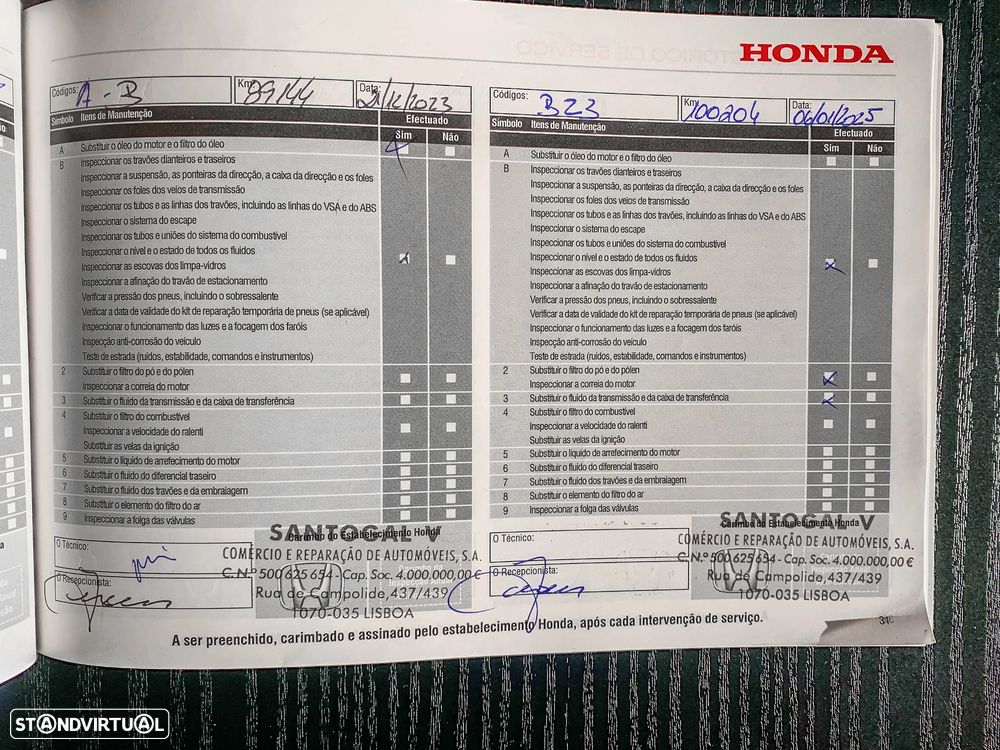 HONDA
Códigos: A - B
Km: 89144
Data: 21/12/2023
Símbolo Itens de Manutenção
Efectuado
Sim Não
A Substituir o óleo do motor e o filtro do óleo
B Inspeccionar os travões dianteiros e traseiros
Inspeccionar a suspensão, as ponteiras da direcção, a caixa da direcção e os foles
Inspeccionar os foles dos veios de transmissão
Inspeccionar os tubos e as linhas dos travões, incluindo as linhas do VSA e do ABS
Inspeccionar o sistema do escape
Inspeccionar os tubos e uniões do sistema do combustível
Inspeccionar o nível e o estado de todos os fluídos
Inspeccionar as escovas dos limpa-vidros
Inspeccionar a afinação do travão de estacionamento
Verificar a pressão dos pneus, incluindo o sobressalente
Verificar a data de validade do kit de reparação temporária de pneus (se aplicável)
Inspeccionar o funcionamento das luzes e a focagem dos faróis
Inspecção anti-corrosão do veículo
Teste de estrada (ruídos, estabilidade, comandos e instrumentos)
2 Substituir o filtro do pó e do pólen
Inspeccionar a correia do motor
3 Substituir o fluido da transmissão e da caixa de transferência
4 Substituir o filtro do combustível
Inspeccionar a velocidade do ralenti
Substituir as velas da ignição
5 Substituir o líquido de arrefecimento do motor
6 Substituir o fluido do diferencial traseiro
7 Substituir o fluido dos travões e da embraiagem
8 Substituir o elemento do filtro do ar
9 Inspeccionar a folga das válvulas
O Técnico:
O Recepcionista:
Carimbo do Estabelecimento Honda
SANTOGAL V
COMÉRCIO E REPARAÇÃO DE AUTOMÓVEIS, S.A.
C. N.º 500 625 654 - Cap. Soc. 4.000.000,00 €
Rua de Campolide, 437/439
1070-035 LISBOA
Códigos: B23
Km: 100204
Data: 06/01/2025
Símbolo Itens de Manutenção
Efectuado
Sim Não
A Substituir o óleo do motor e o filtro do óleo
B Inspeccionar os travões dianteiros e traseiros
Inspeccionar a suspensão, as ponteiras da direcção, a caixa da direcção e os foles
Inspeccionar os foles dos veios de transmissão
Inspeccionar os tubos e as linhas dos travões, incluindo as linhas do VSA e do ABS
Inspeccionar o sistema do escape
Inspeccionar os tubos e uniões do sistema do combustível
Inspeccionar o nível e o estado de todos os fluídos
Inspeccionar as escovas dos limpa-vidros
Inspeccionar a afinação do travão de estacionamento
Verificar a pressão dos pneus, incluindo o sobressalente
Verificar a data de validade do kit de reparação temporária de pneus (se aplicável)
Inspeccionar o funcionamento das luzes e a focagem dos faróis
Inspecção anti-corrosão do veículo
Teste de estrada (ruídos, estabilidade, comandos e instrumentos)
2 Substituir o filtro do pó e do pólen
Inspeccionar a correia do motor
3 Substituir o fluido da transmissão e da caixa de transferência
4 Substituir o filtro do combustível
Inspeccionar a velocidade do ralenti
Substituir as velas da ignição
5 Substituir o líquido de arrefecimento do motor
6 Substituir o fluido do diferencial traseiro
7 Substituir o fluido dos travões e da embraiagem
8 Substituir o elemento do filtro do ar
9 Inspeccionar a folga das válvulas
O Técnico:
O Recepcionista:
Carimbo do Estabelecimento Honda
SANTOGAL V
COMÉRCIO E REPARAÇÃO DE AUTOMÓVEIS, S.A.
C. N.º 500 625 654 - Cap. Soc. 4.000.000,00 €
Rua de Campolide, 437/439
1070-035 LISBOA
A ser preenchido, carimbado e assinado pelo estabelecimento Honda, após cada intervenção de serviço.
STANDVIRTUAL